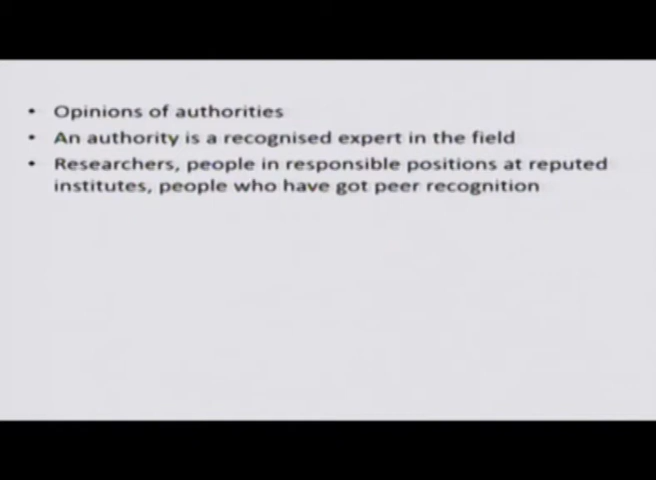 • Opinions of authorities
• An authority is a recognised expert in the field
• Researchers, people in responsible positions at reputed
institutes, people who have got peer recognition